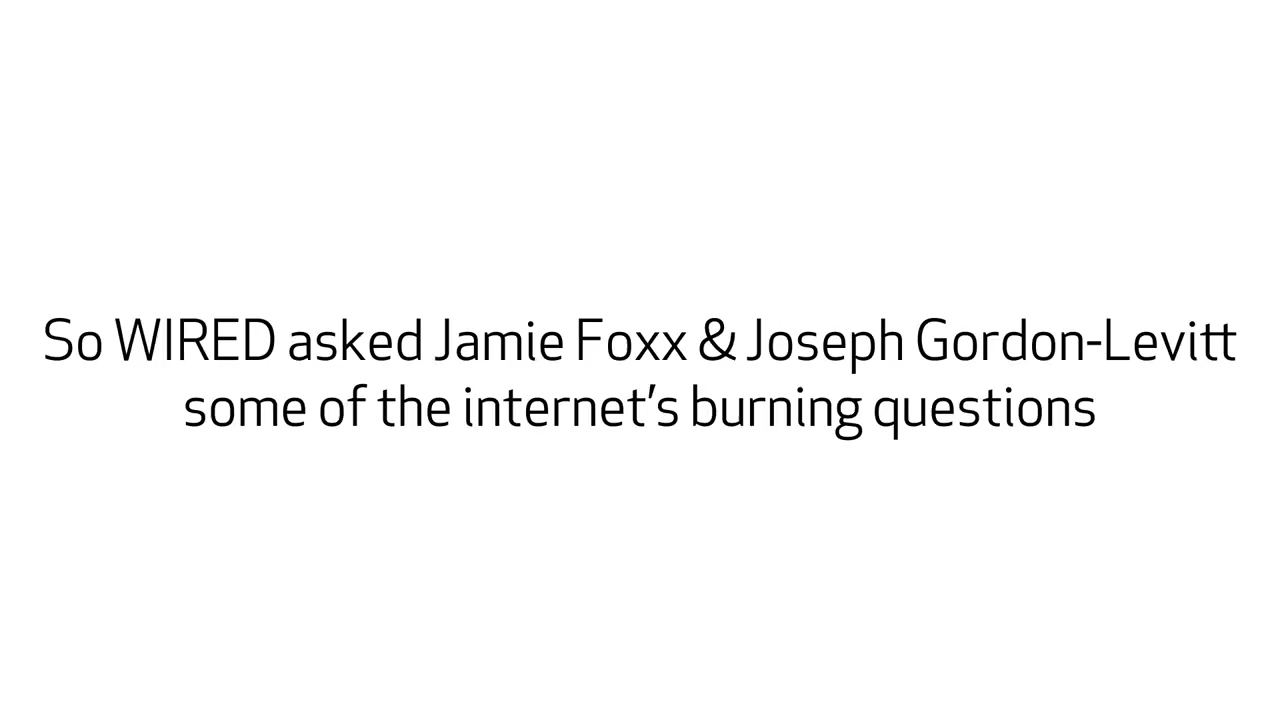 So WIRED asked Jamie Foxx & Joseph Gordon-Levitt
some of the internet's burning questions